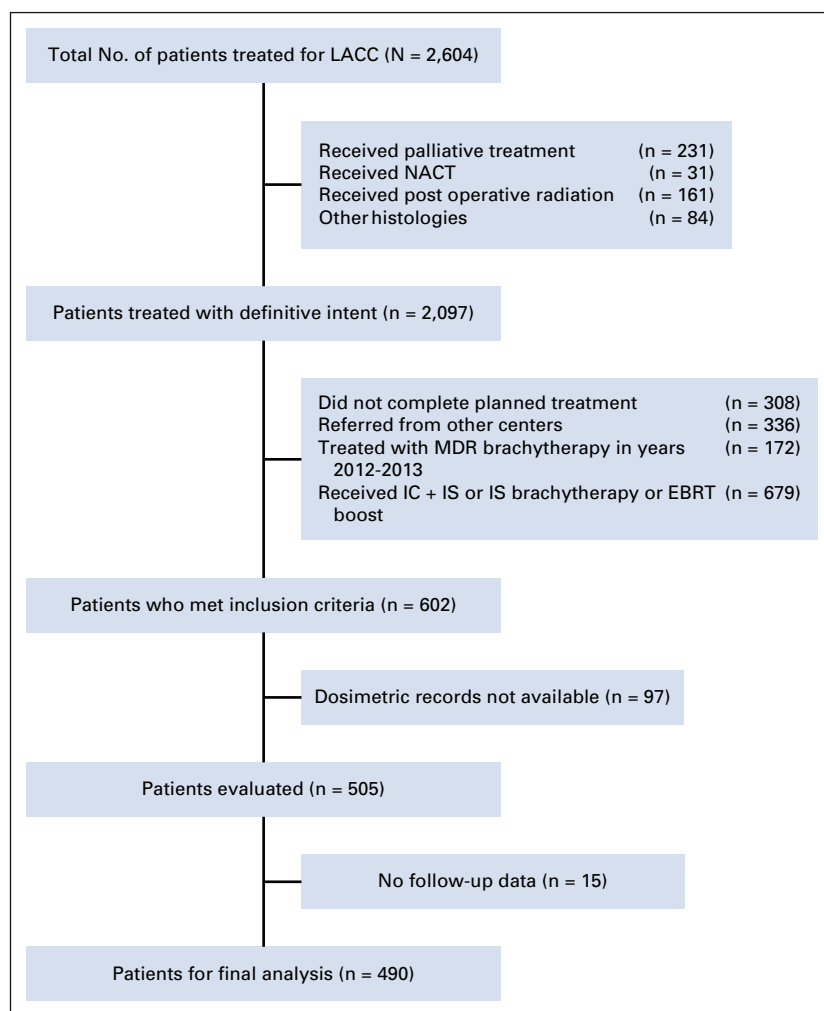 Total No. of patients treated for LACC (N = 2,604)
Received palliative treatment (n = 231)
Received NACT (n = 31)
Received post operative radiation (n = 161)
Other histologies (n = 84)
Patients treated with definitive intent (n = 2,097)
Did not complete planned treatment (n = 308)
Referred from other centers (n = 336)
Treated with MDR brachytherapy in years (n = 172)
2012-2013
Received IC + IS or IS brachytherapy or EBRT (n = 679)
boost
Patients who met inclusion criteria (n = 602)
Dosimetric records not available (n = 97)
Patients evaluated (n = 505)
No follow-up data (n = 15)
Patients for final analysis (n = 490)